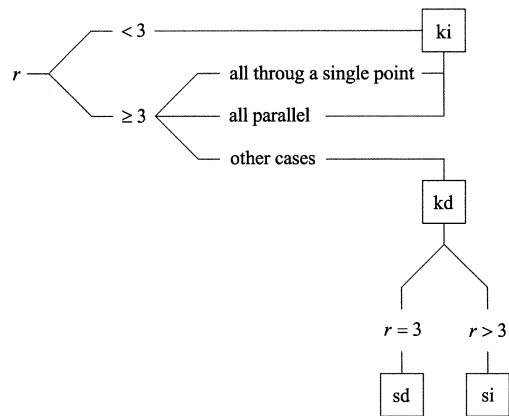 < 3
ki
all throug a single point
r
≥ 3
all parallel
other cases
kd
r = 3
r > 3
sd
si